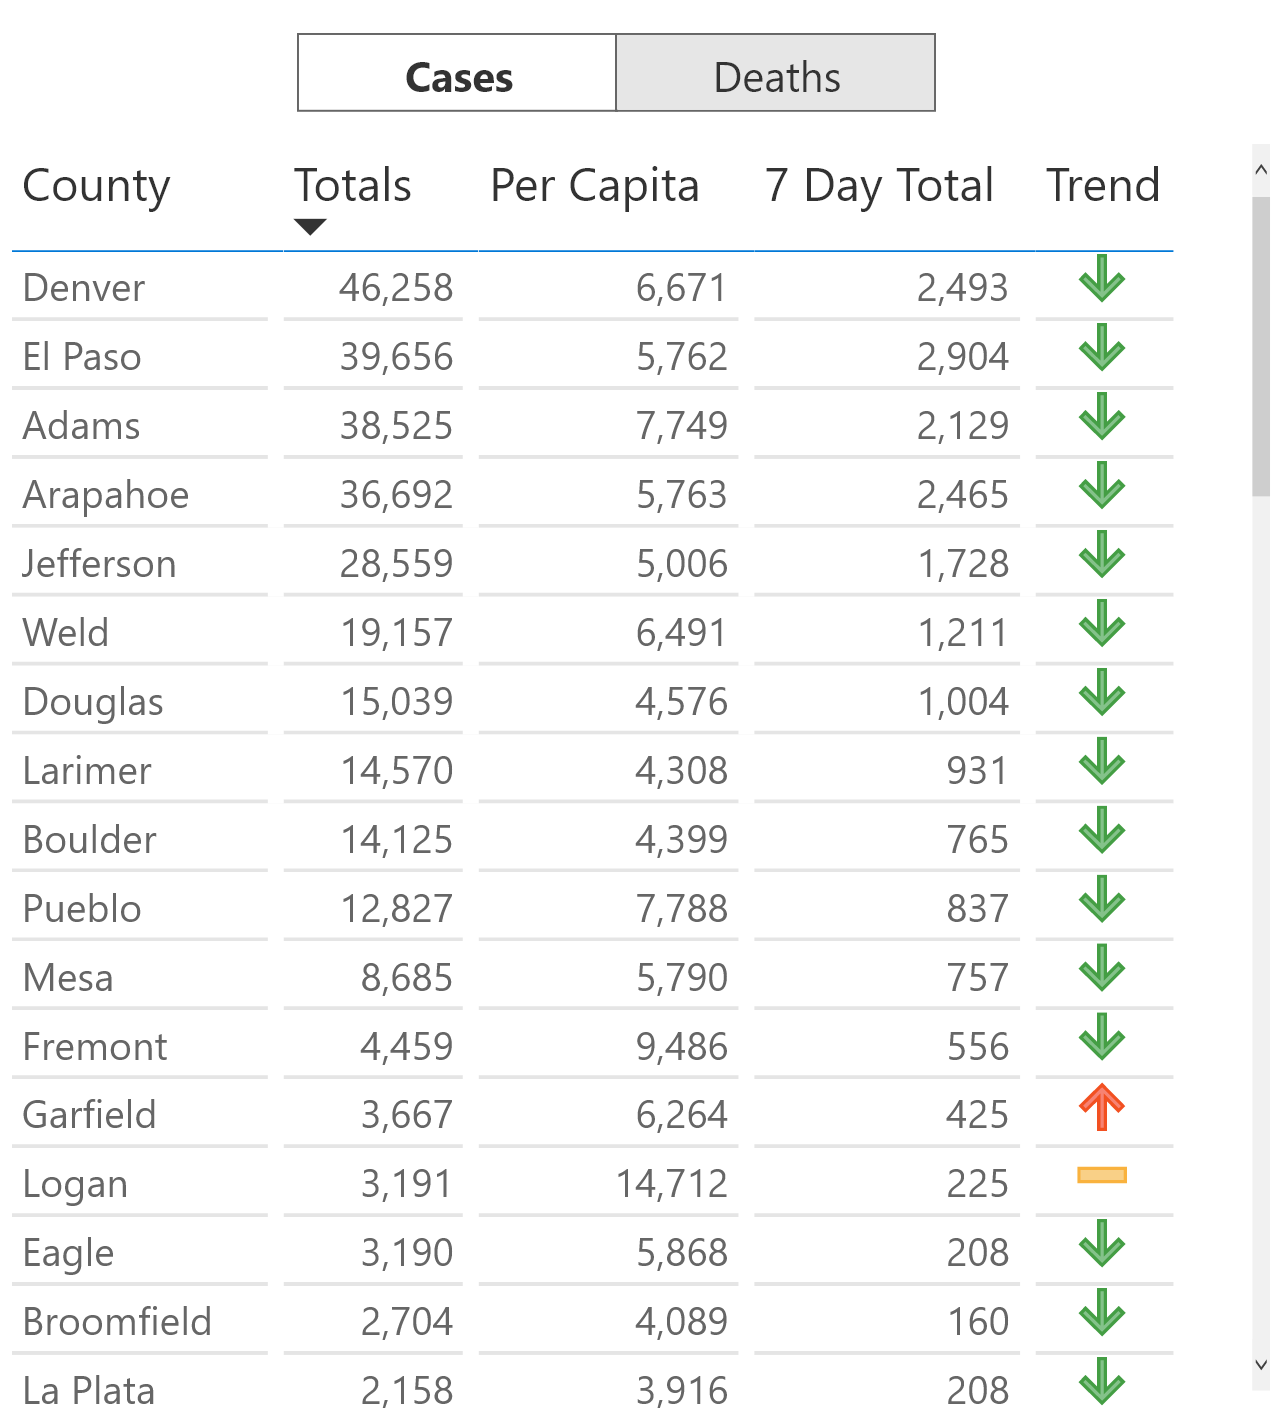 Cases Deaths
County Totals Per Capita 7 Day Total Trend
Denver 46,258 6,671 2,493
El Paso 39,656 5,762 2,904
Adams 38,525 7,749 2,129
Arapahoe 36,692 5,763 2,465
Jefferson 28,559 5,006 1,728
Weld 19,157 6,491 1,211
Douglas 15,039 4,576 1,004
Larimer 14,570 4,308 931
Boulder 14,125 4,399 765
Pueblo 12,827 7,788 837
Mesa 8,685 5,790 757
Fremont 4,459 9,486 556
Garfield 3,667 6,264 425
Logan 3,191 14,712 225
Eagle 3,190 5,868 208
Broomfield 2,704 4,089 160
La Plata 2,158 3,916 208